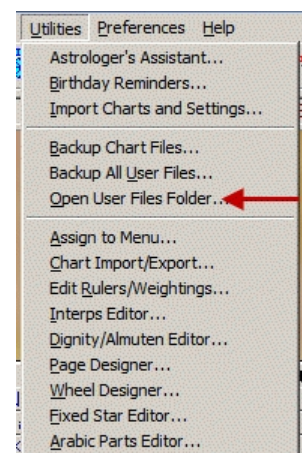 Utilities Preferences Help
Astrologer's Assistant...
Birthday Reminders...
Import Charts and Settings...
Backup Chart Files...
Backup All User Files...
Open User Files Folder...
Assign to Menu...
Chart Import/Export...
Edit Rulers/Weightings...
Interps Editor...
Dignity/Almuten Editor...
Page Designer...
Wheel Designer...
Fixed Star Editor...
Arabic Parts Editor...